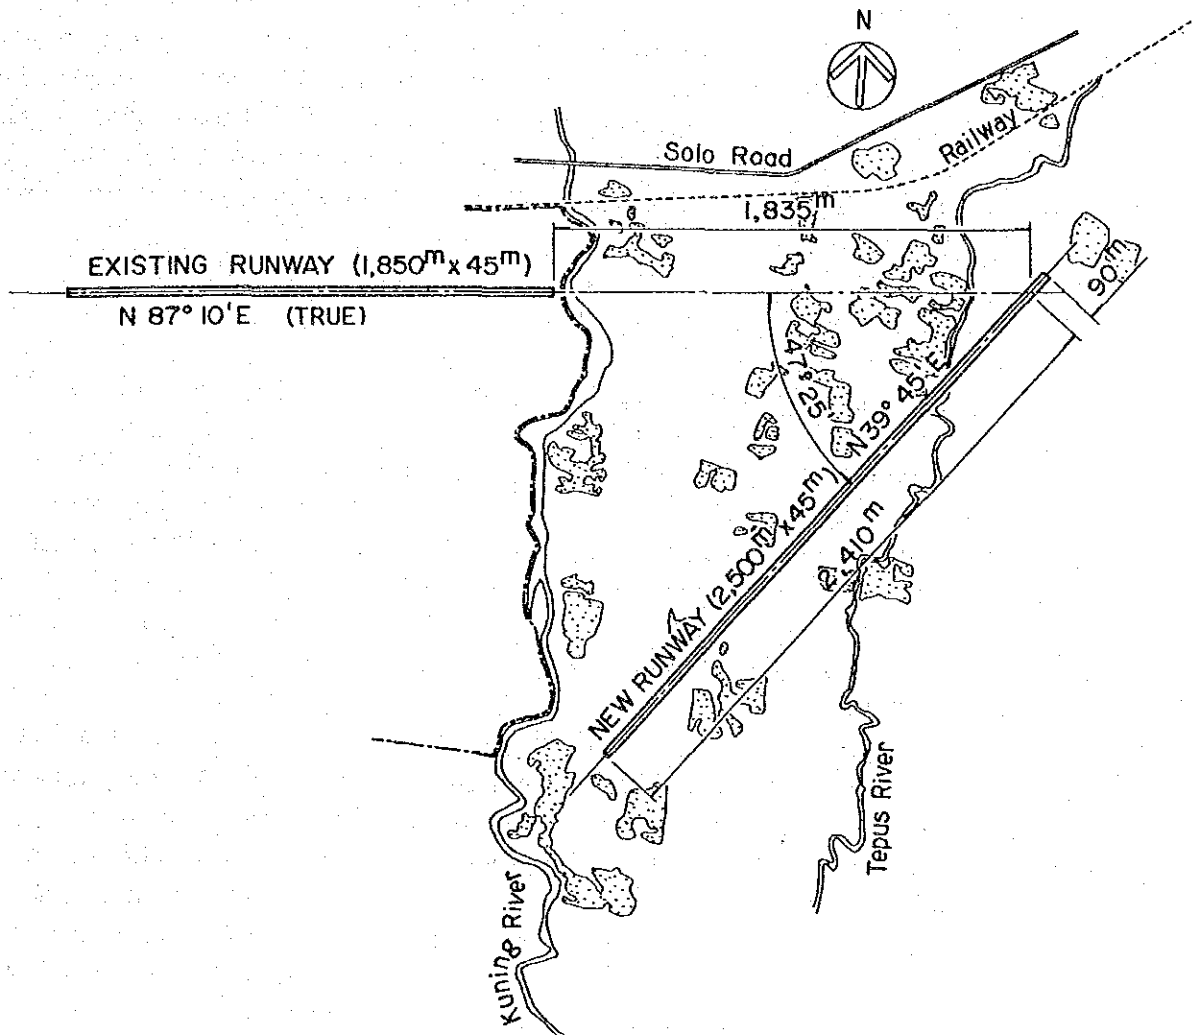 N
Solo Road
Railway
1,835m
EXISTING RUNWAY (1,850m x 45m)
N 87° 10' E (TRUE)
90m
47° 25'
N 39° 45' E
NEW RUNWAY (2,500m x 45m)
2,410m
Tepus River
Kuning River